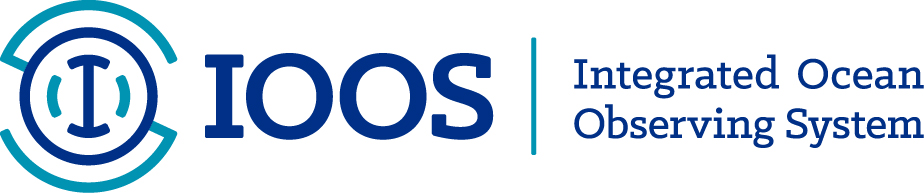 IOOS
Integrated Ocean
Observing System